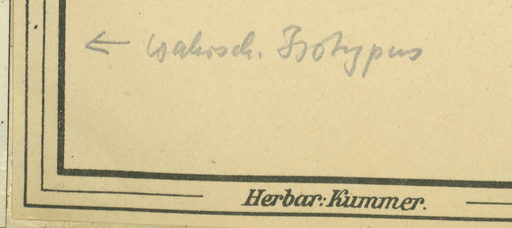 ← wahrsch. Isotypus
Herbar: Kummer.